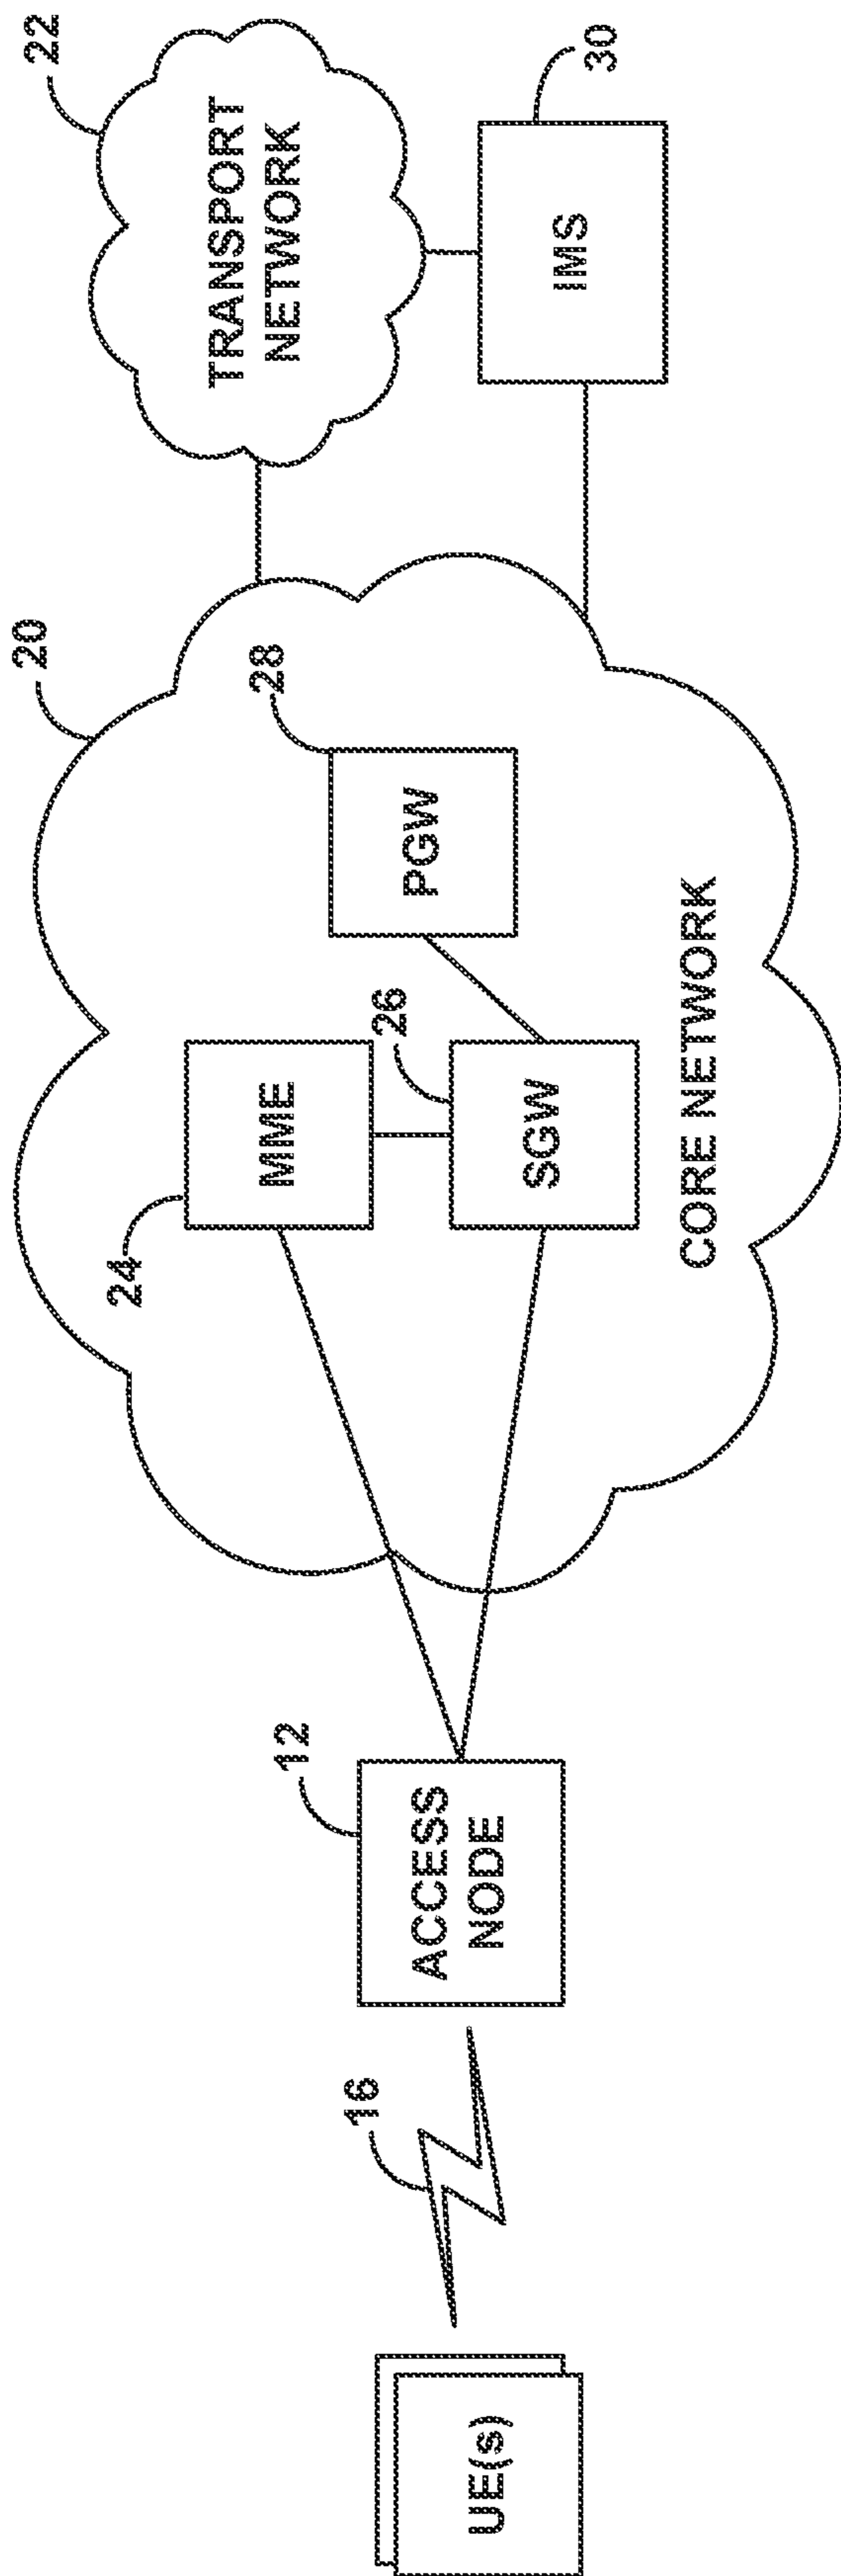 UE(s)
16
ACCESS
NODE
12
20
24
MME
26
SGW
28
PGW
CORE NETWORK
22
TRANSPORT
NETWORK
IMS
30